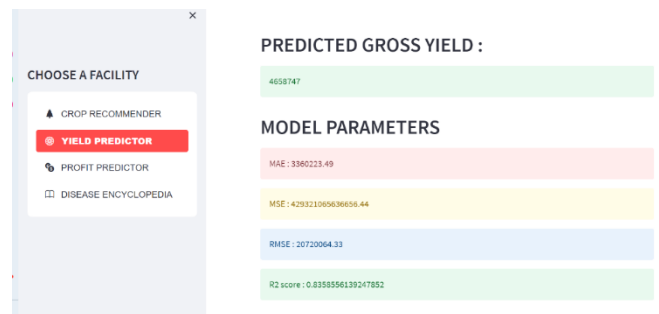 ×
CHOOSE A FACILITY
CROP RECOMMENDER
YIELD PREDICTOR
PROFIT PREDICTOR
DISEASE ENCYCLOPEDIA
PREDICTED GROSS YIELD :
4658747
MODEL PARAMETERS
MAE : 3360223.49
MSE : 429321065636656.44
RMSE : 20720064.33
R2 score : 0.8358556139247852